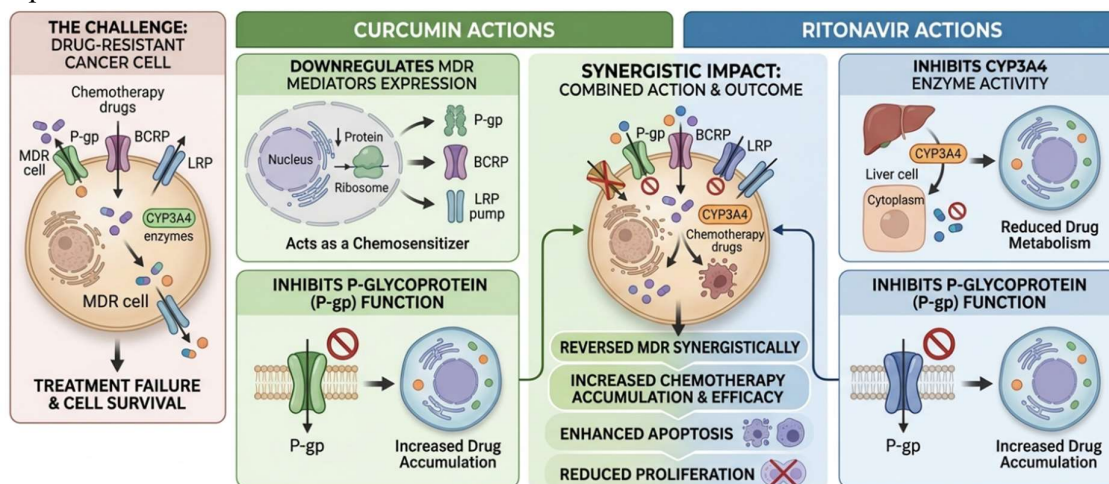 THE CHALLENGE:
DRUG-RESISTANT
CANCER CELL
Chemotherapy
drugs
P-gp
BCRP
MDR
cell
LRP
CYP3A4
enzymes
MDR cell
TREATMENT FAILURE
& CELL SURVIVAL
CURCUMIN ACTIONS
DOWNREGULATES MDR
MEDIATORS EXPRESSION
Nucleus
Protein
Ribosome
P-gp
BCRP
LRP
pump
Acts as a Chemosensitizer
INHIBITS P-GLYCOPROTEIN
(P-gp) FUNCTION
P-gp
Increased Drug
Accumulation
SYNERGISTIC IMPACT:
COMBINED ACTION & OUTCOME
P-gp
BCRP
LRP
CYP3A4
Chemotherapy
drugs
REVERSED MDR SYNERGISTICALLY
INCREASED CHEMOTHERAPY
ACCUMULATION & EFFICACY
ENHANCED APOPTOSIS
REDUCED PROLIFERATION
RITONAVIR ACTIONS
INHIBITS CYP3A4
ENZYME ACTIVITY
CYP3A4
Liver cell
Cytoplasm
Reduced Drug
Metabolism
INHIBITS P-GLYCOPROTEIN
(P-gp) FUNCTION
P-gp
Increased Drug
Accumulation